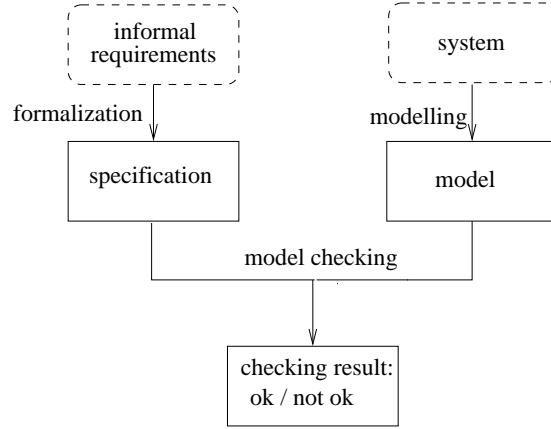 informal
requirements
system
formalization
modelling
specification
model
model checking
checking result:
ok / not ok